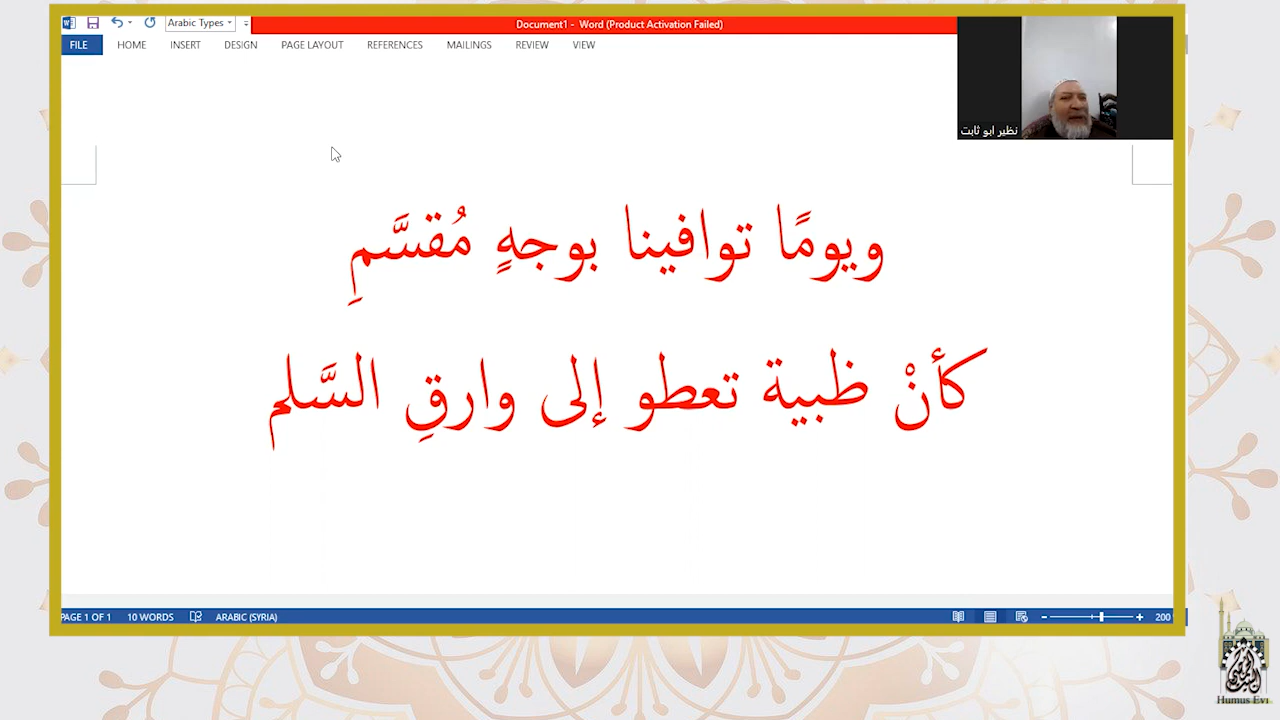 Arabic Types
Document1 - Word (Product Activation Failed)
FILE HOME INSERT DESIGN PAGE LAYOUT REFERENCES MAILINGS REVIEW VIEW
نظير ابو ثابت
ويومًا توافينا بوجهٍ مُقسَّمِ
كأنْ ظبية تعطو إلى وارقِ السَّلم
PAGE 1 OF 1 10 WORDS ARABIC (SYRIA) 200
Humus Evi